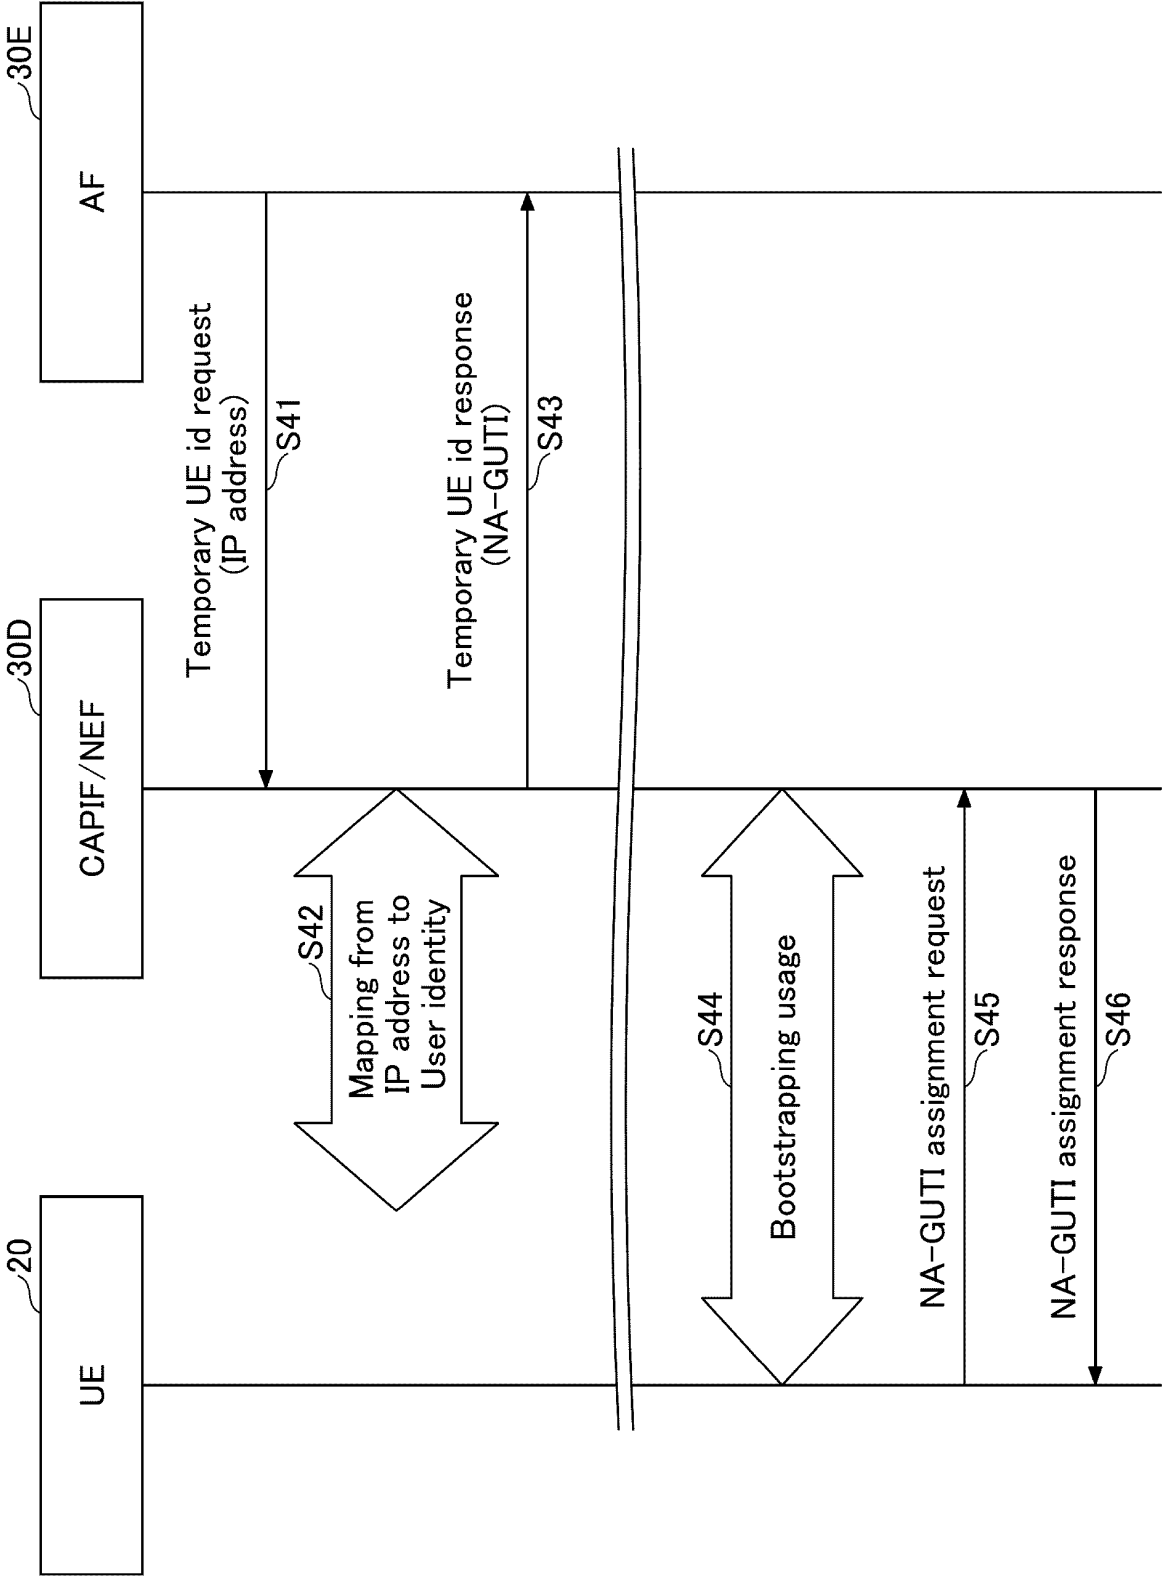 20
UE
30D
CAPIF/NEF
30E
AF
Temporary UE id request
(IP address)
S41
S42
Mapping from
IP address to
User identity
Temporary UE id response
(NA-GUTI)
S43
S44
Bootstrapping usage
NA-GUTI assignment request
S45
NA-GUTI assignment response
S46